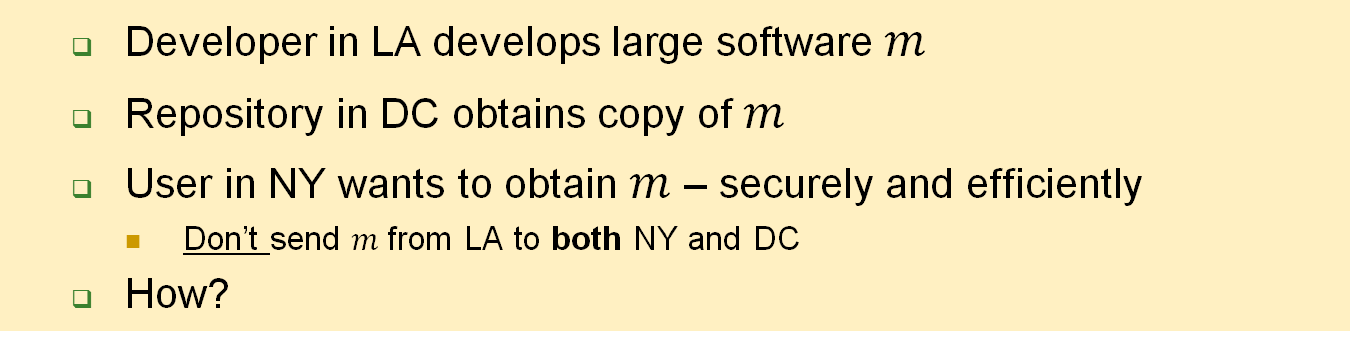 Developer in LA develops large software m
Repository in DC obtains copy of m
User in NY wants to obtain m – securely and efficiently
Don’t send m from LA to both NY and DC
How?